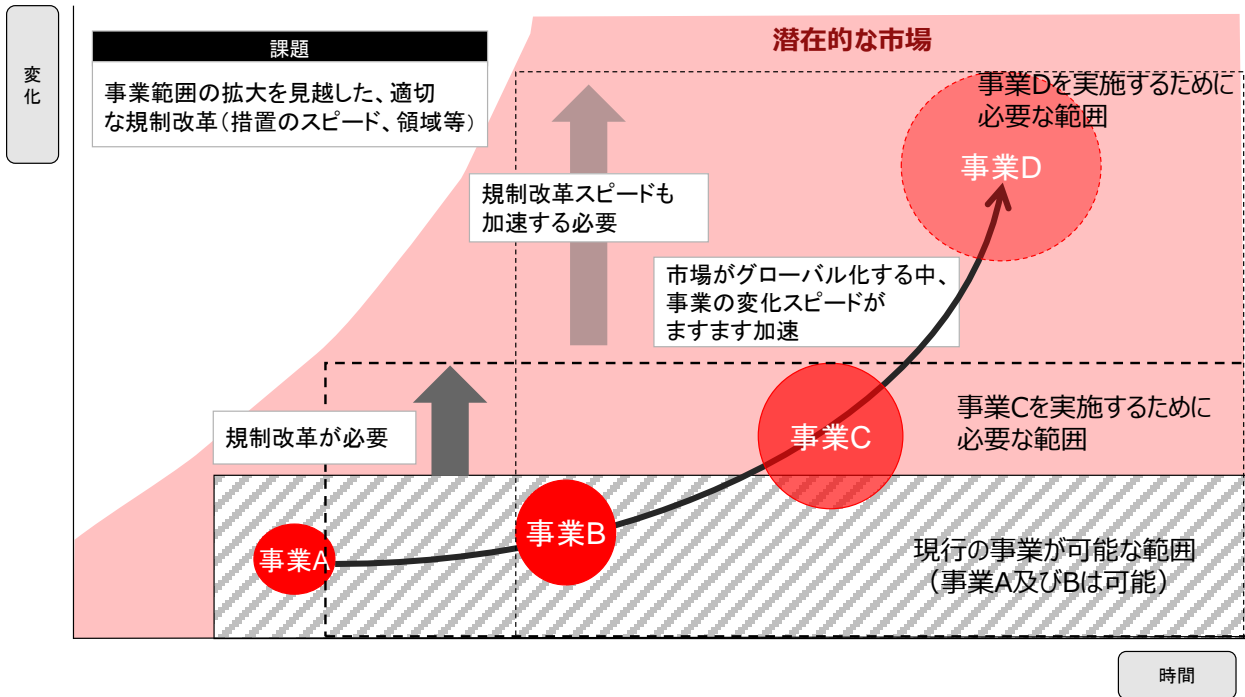 変
化
課題
事業範囲の拡大を見越した、適切
な規制改革(措置のスピード、領域等)
潜在的な市場
事業Dを実施するために
必要な範囲
事業D
規制改革スピードも
加速する必要
市場がグローバル化する中、
事業の変化スピードが
ますます加速
事業Cを実施するために
必要な範囲
事業C
規制改革が必要
事業B
事業A
現行の事業が可能な範囲
(事業A及びBは可能)
時間